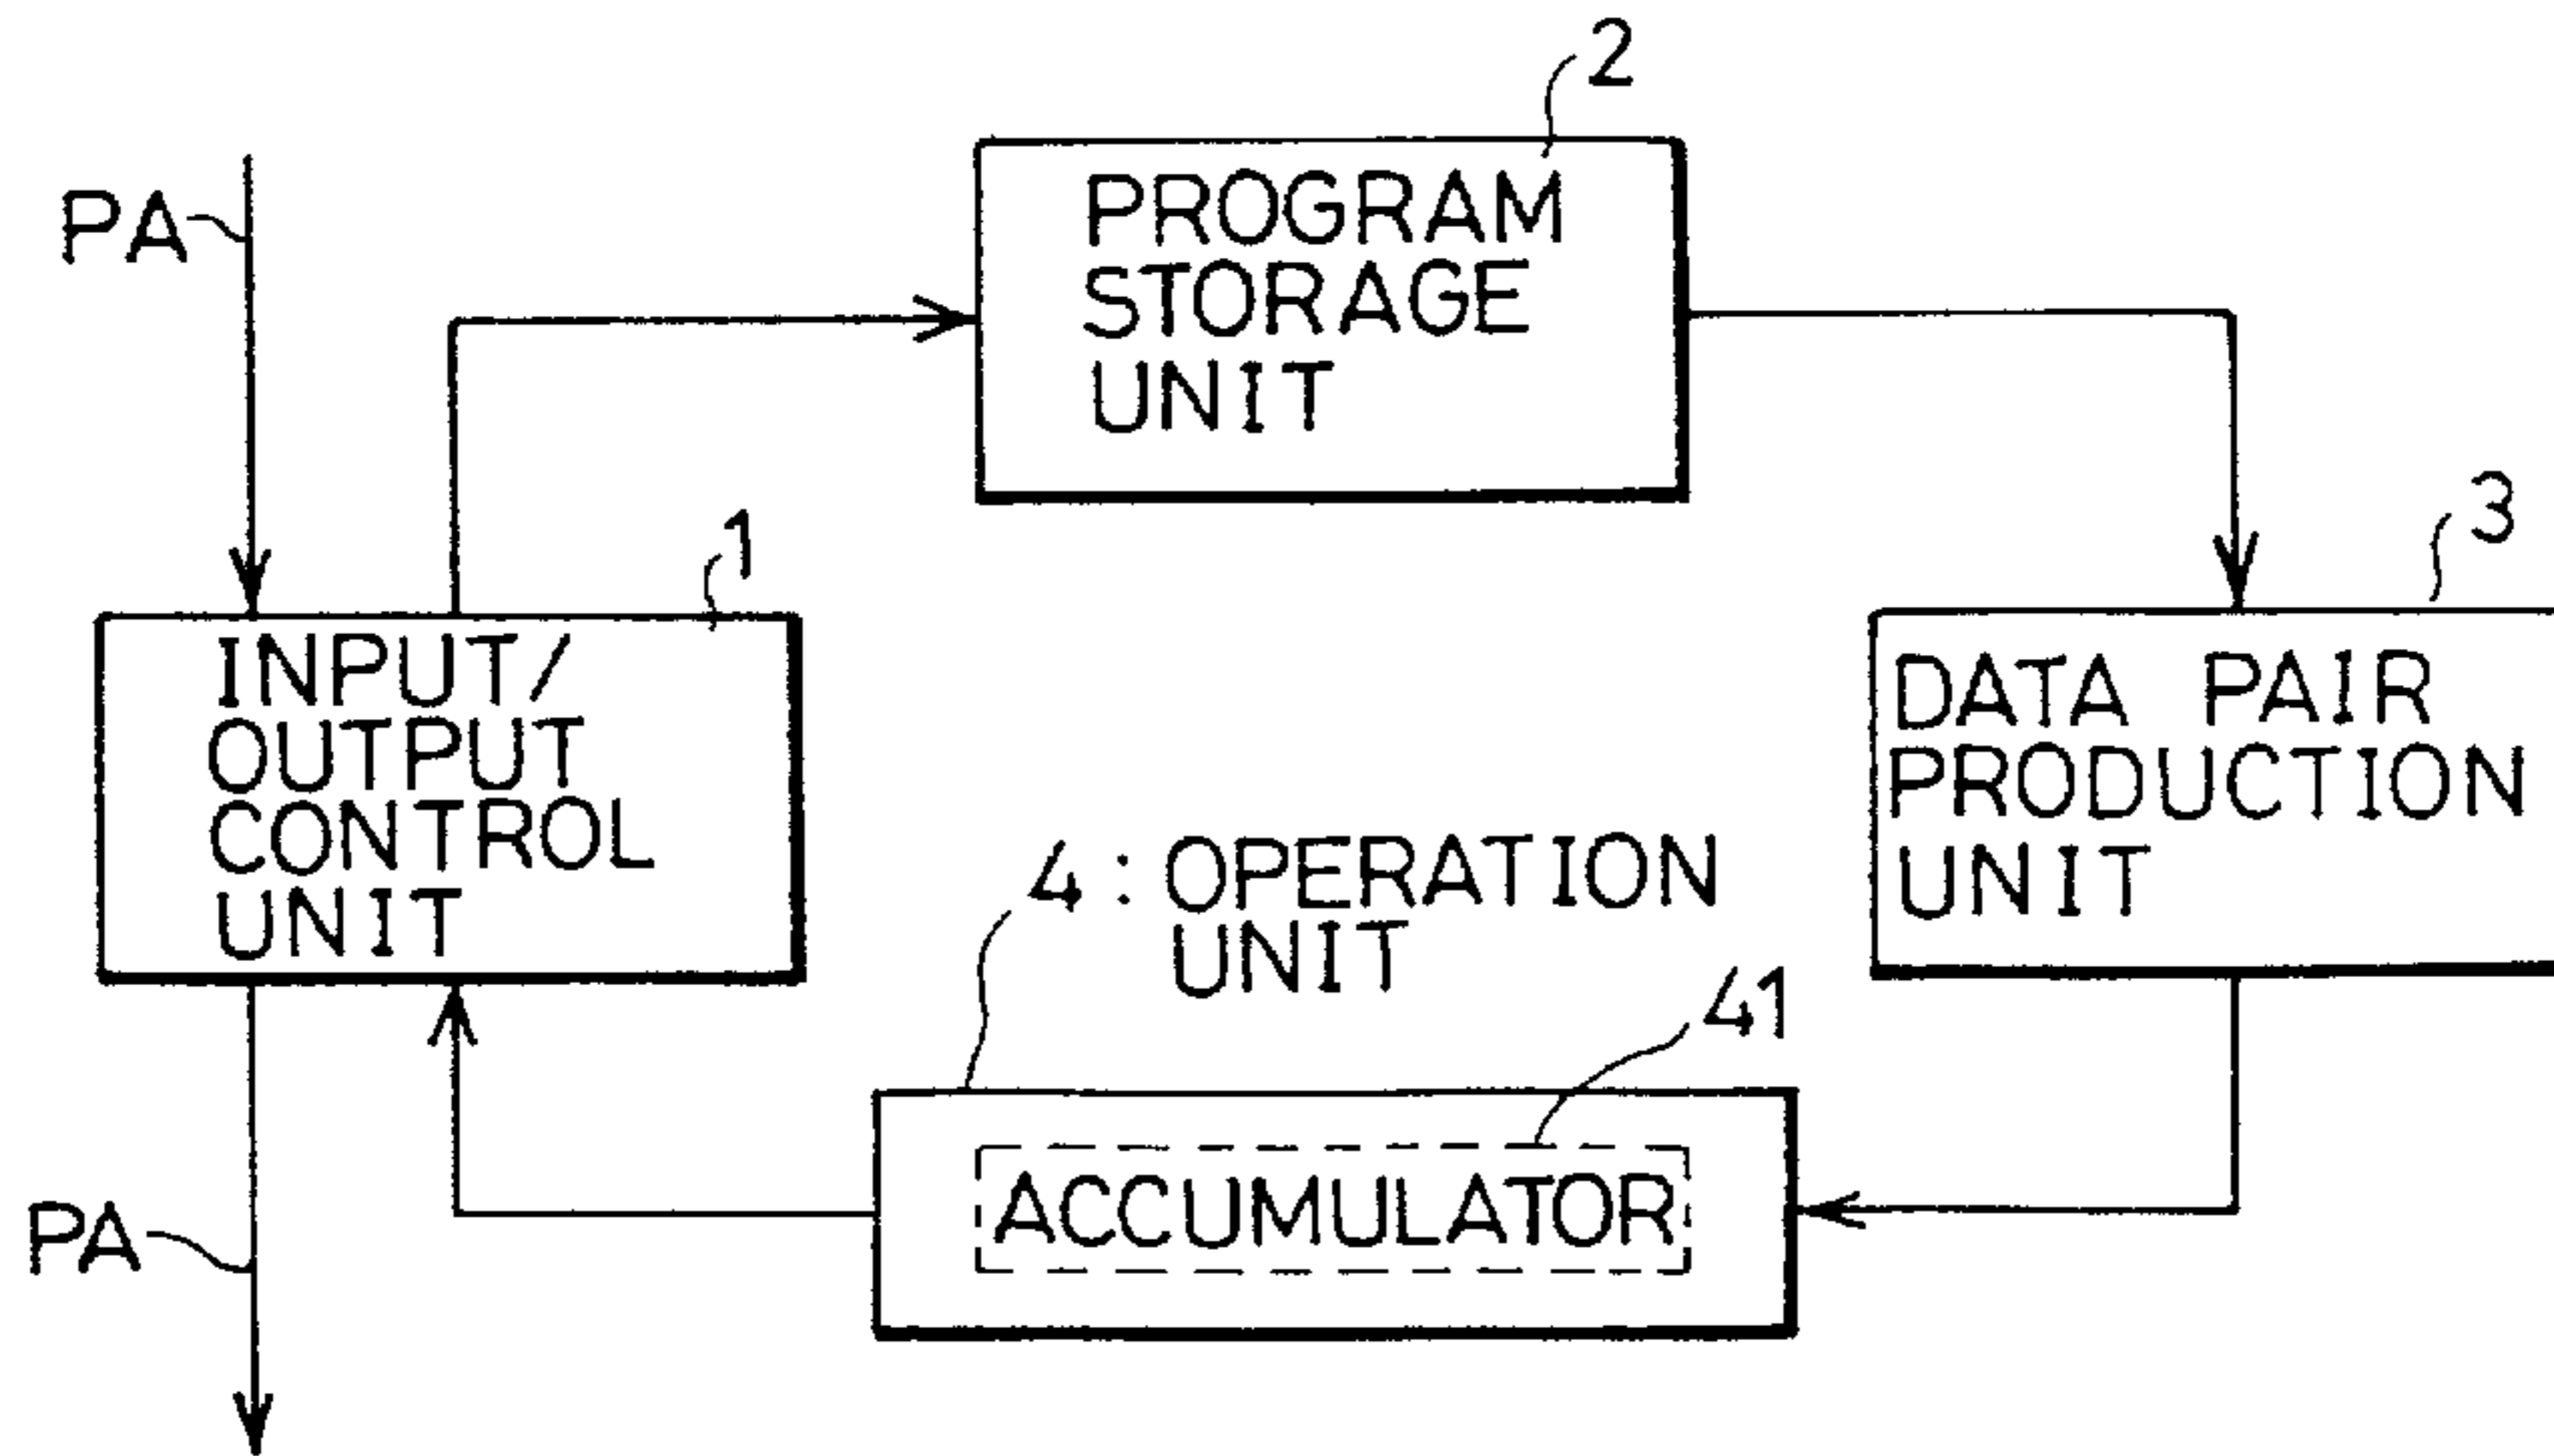 2
PROGRAM
STORAGE
UNIT
PA
1
INPUT/
OUTPUT
CONTROL
UNIT
3
DATA PAIR
PRODUCTION
UNIT
4 : OPERATION
UNIT
41
ACCUMULATOR
PA